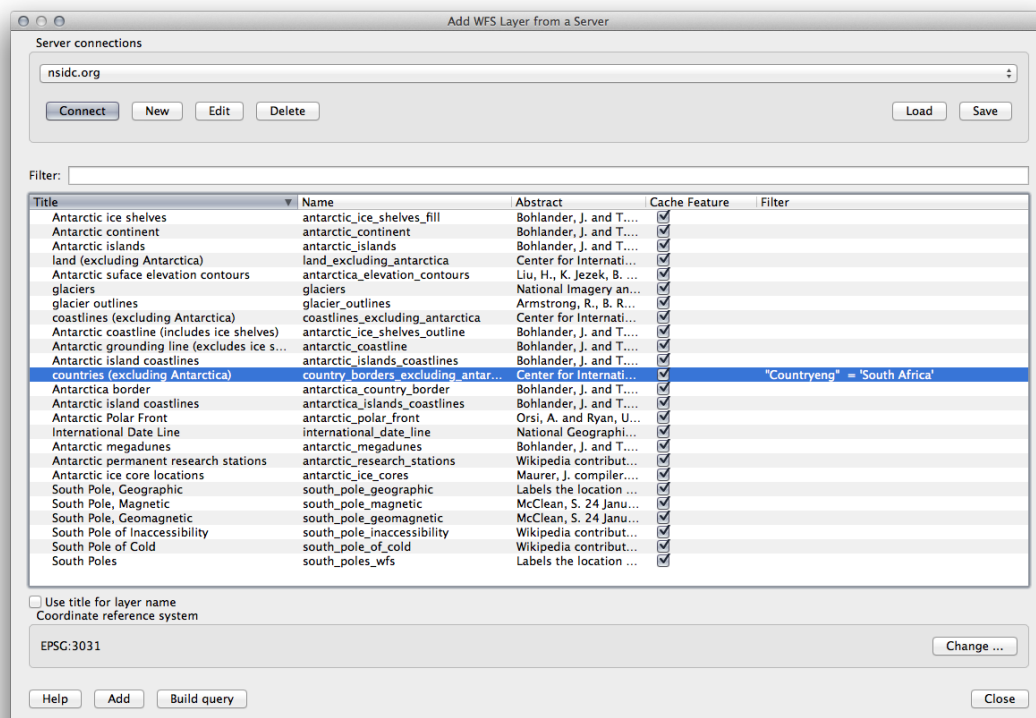 Add WFS Layer from a Server
Server connections
nsidc.org
Connect New Edit Delete Load Save
Filter:
Title Name Abstract Cache Feature Filter
Antarctic ice shelves antarctic_ice_shelves_fill Bohlander, J. and T....
Antarctic continent antarctic_continent Bohlander, J. and T....
Antarctic islands antarctic_islands Bohlander, J. and T....
land (excluding Antarctica) land_excluding_antarctica Center for Internati...
Antarctic suface elevation contours antarctica_elevation_contours Liu, H., K. Jezek, B. ...
glaciers glaciers National Imagery an...
glacier outlines glacier_outlines Armstrong, R., B. R...
coastlines (excluding Antarctica) coastlines_excluding_antarctica Center for Internati...
Antarctic coastline (includes ice shelves) antarctic_ice_shelves_outline Bohlander, J. and T....
Antarctic grounding line (excludes ice s... antarctic_coastline Bohlander, J. and T....
Antarctic island coastlines antarctic_islands_coastlines Bohlander, J. and T....
countries (excluding Antarctica) country_borders_excluding_antar... Center for Internati... "Countryeng" = 'South Africa'
Antarctica border antarctica_country_border Bohlander, J. and T....
Antarctic island coastlines antarctica_islands_coastlines Bohlander, J. and T....
Antarctic Polar Front antarctic_polar_front Orsi, A. and Ryan, U...
International Date Line international_date_line National Geographi...
Antarctic megadunes antarctic_megadunes Bohlander, J. and T....
Antarctic permanent research stations antarctic_research_stations Wikipedia contribut...
Antarctic ice core locations antarctic_ice_cores Maurer, J. compiler....
South Pole, Geographic south_pole_geographic Labels the location ...
South Pole, Magnetic south_pole_magnetic McClean, S. 24 Janu...
South Pole, Geomagnetic south_pole_geomagnetic McClean, S. 24 Janu...
South Pole of Inaccessibility south_pole_inaccessibility Wikipedia contribut...
South Pole of Cold south_pole_of_cold Wikipedia contribut...
South Poles south_poles_wfs Labels the location ...
Use title for layer name
Coordinate reference system
EPSG:3031 Change ...
Help Add Build query Close